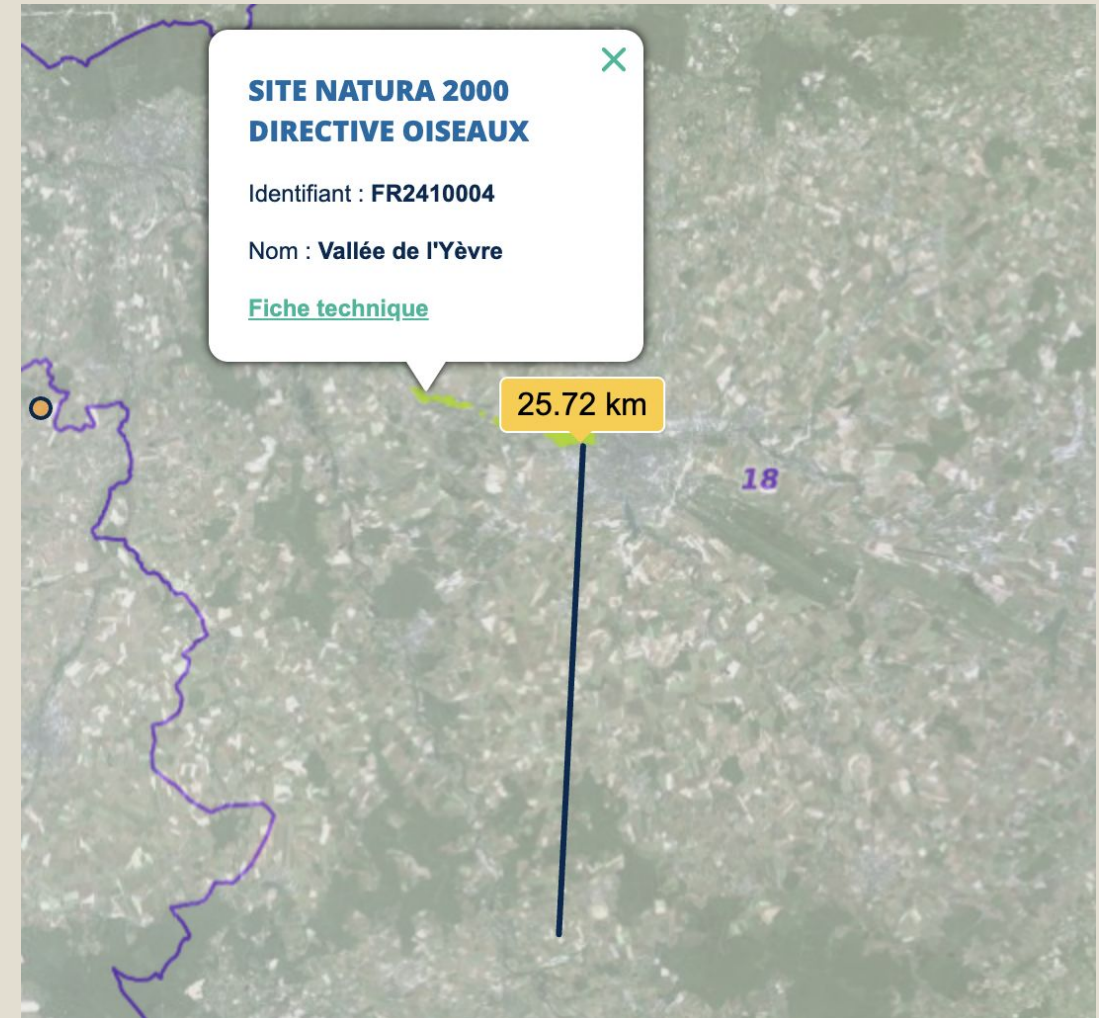 SITE NATURA 2000
DIRECTIVE OISEAUX
Identifiant : FR2410004
Nom : Vallée de l'Yèvre
Fiche technique
25.72 km
18